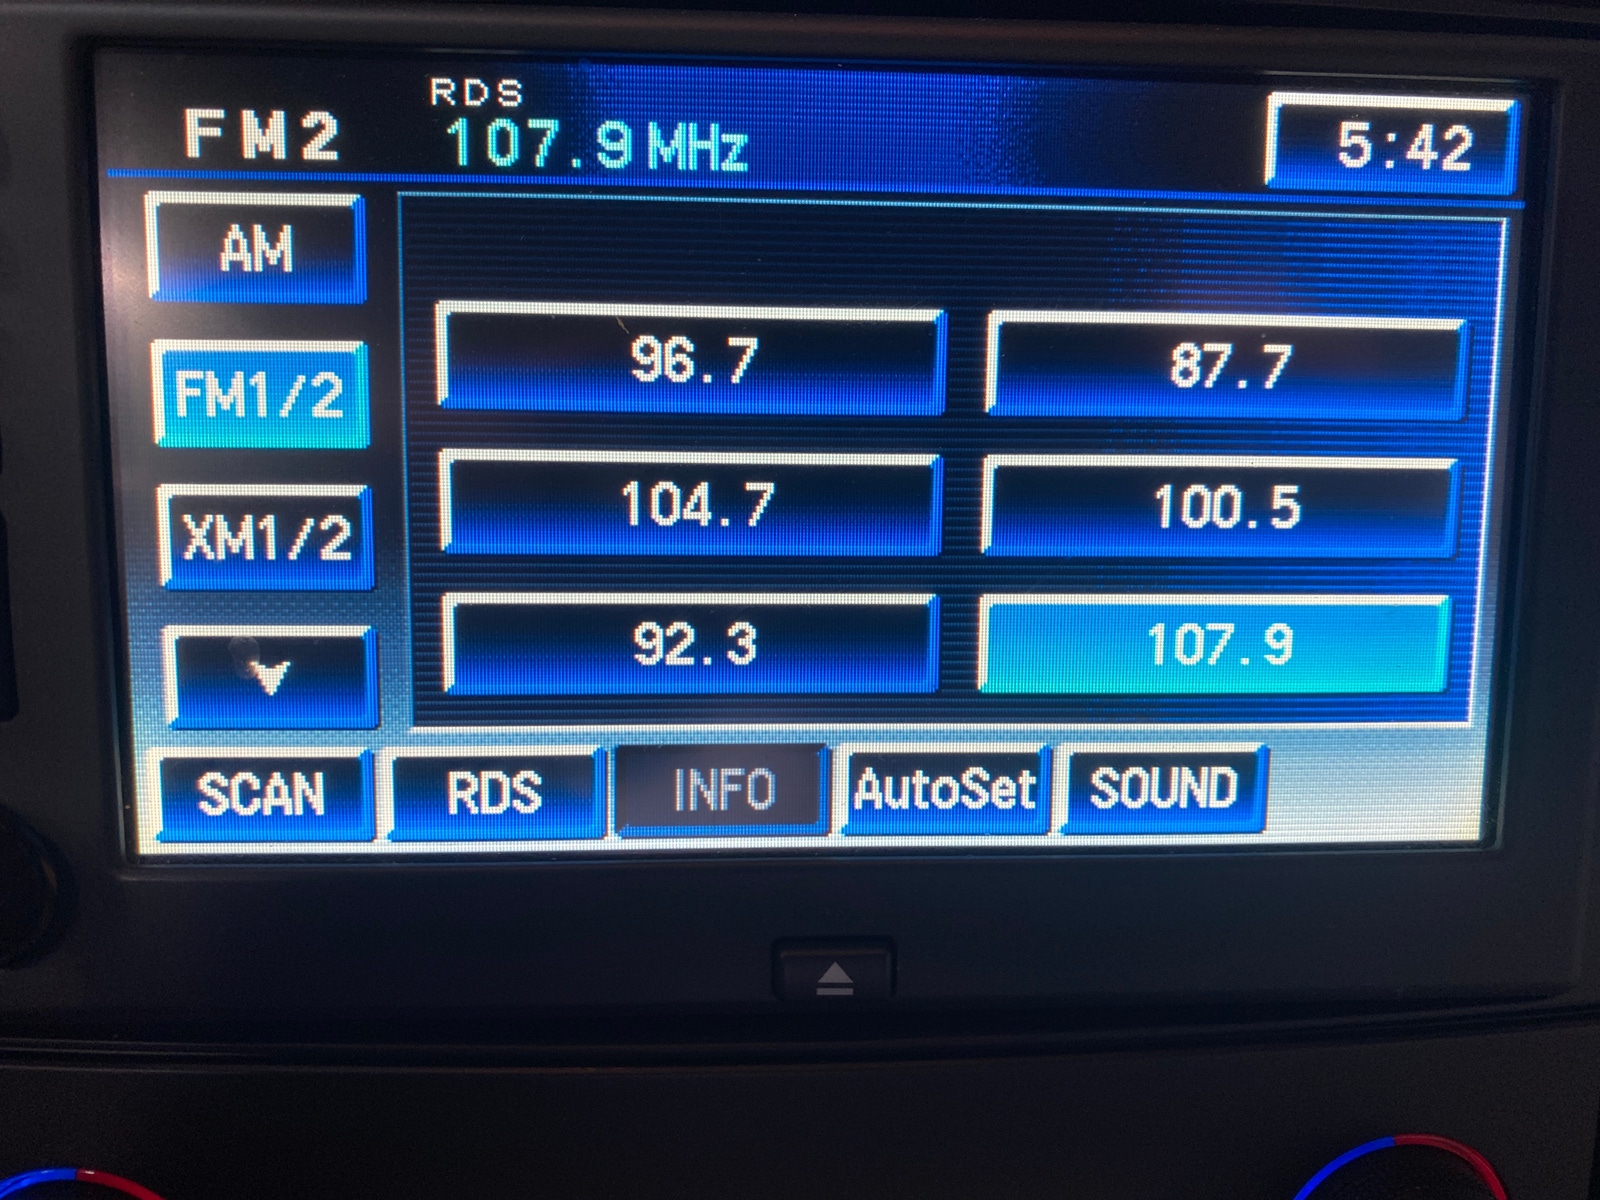 RDS
FM2 107.9 MHz 5:42
AM
96.7 87.7
FM1/2
104.7 100.5
XM1/2
92.3 107.9
SCAN RDS INFO AutoSet SOUND